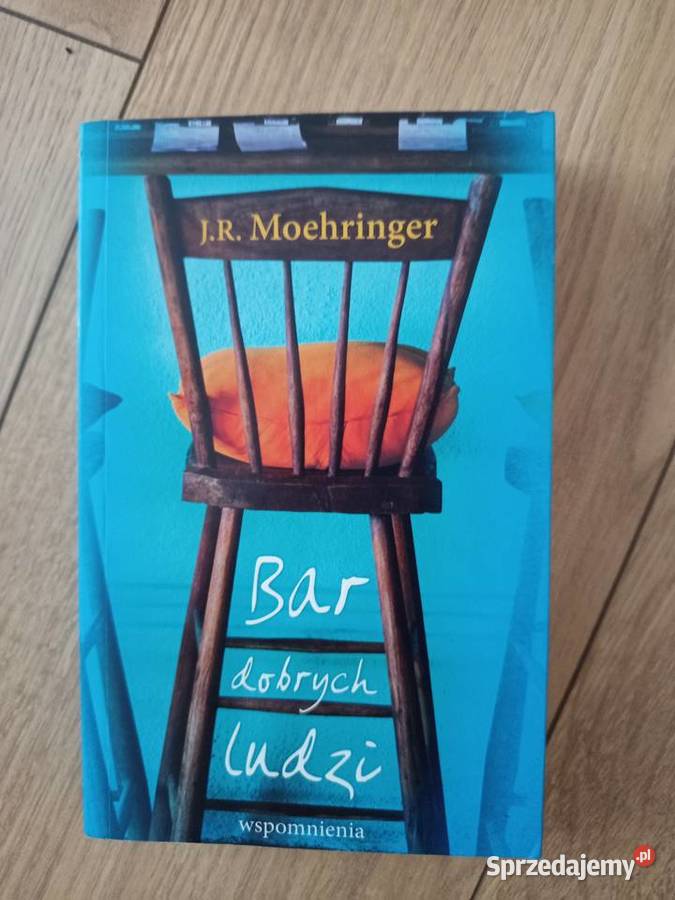 J.R. Moehringer
Bar
dobrych
ludzi
wspomnienia
Sprzedajemy.pl